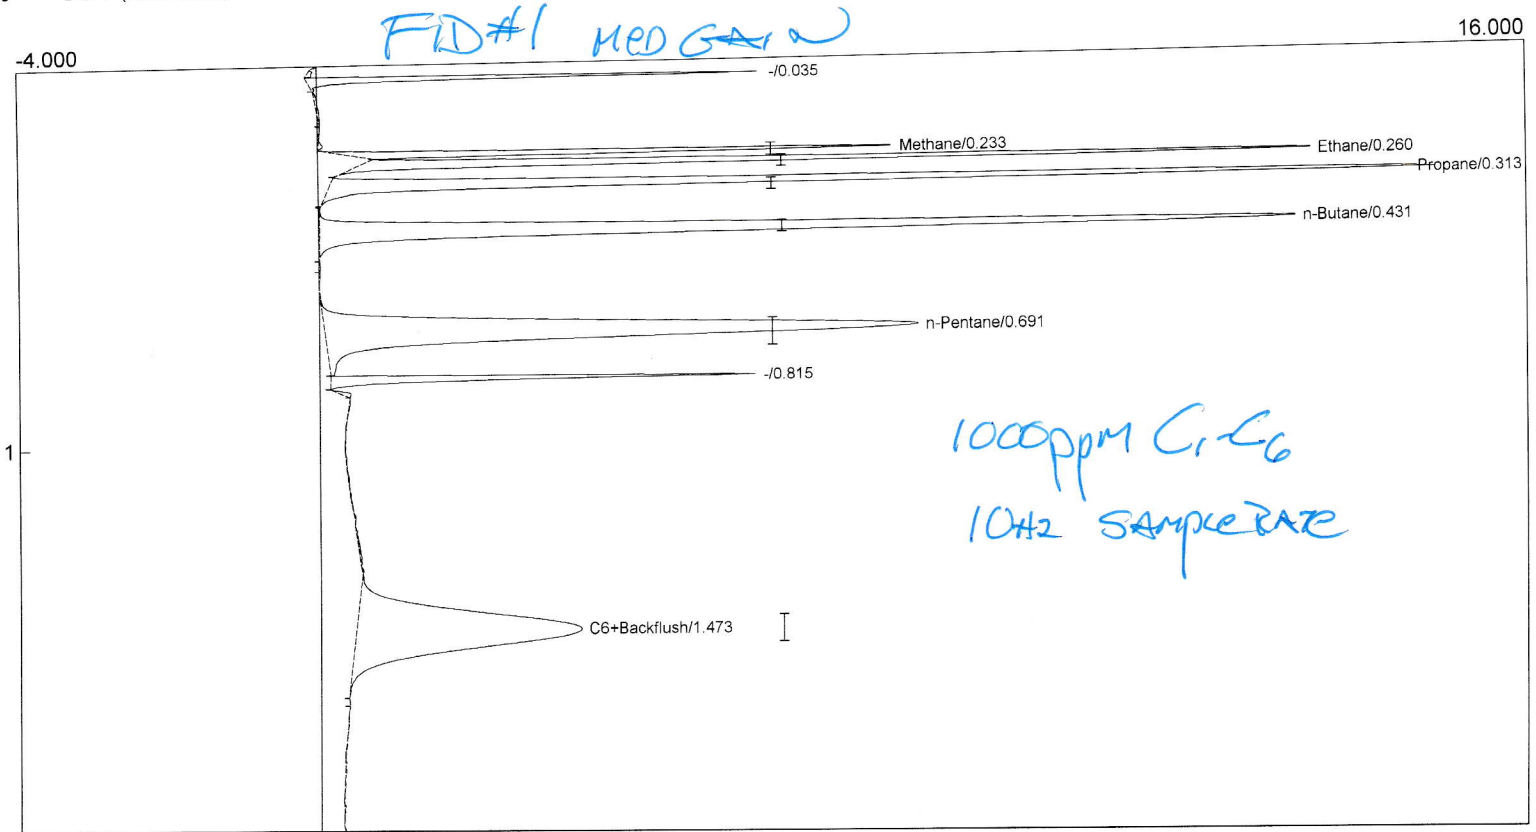 FID#1 MED GAIN
-4.000
16.000
-/0.035
Methane/0.233
Ethane/0.260
Propane/0.313
n-Butane/0.431
n-Pentane/0.691
-/0.815
1000ppM C1-C6
1
10Hz SAMPLE RATE
C6+Backflush/1.473